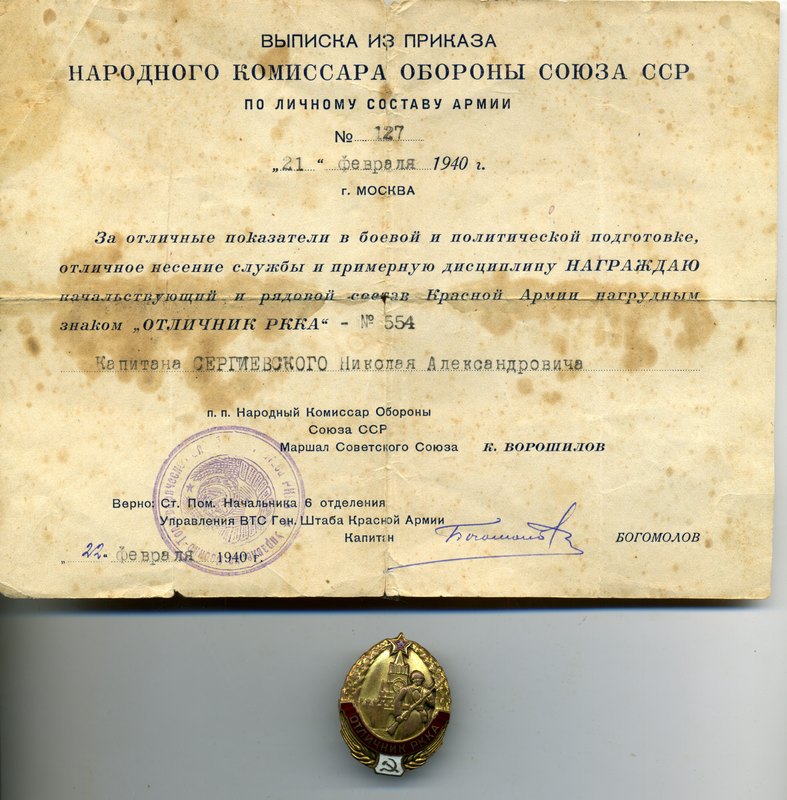 ВЫПИСКА ИЗ ПРИКАЗА
НАРОДНОГО КОМИССАРА ОБОРОНЫ СОЮЗА ССР
ПО ЛИЧНОМУ СОСТАВУ АРМИИ
№ 127
„21“ февраля 1940 г.
г. МОСКВА
За отличные показатели в боевой и политической подготовке,
отличное несение службы и примерную дисциплину НАГРАЖДАЮ
начальствующий и рядовой состав Красной Армии нагрудным
знаком „ОТЛИЧНИК РККА“ - № 554
Капитана СЕРГИЕВСКОГО Николая Александровича
п. п. Народный Комиссар Обороны
Союза ССР
Маршал Советского Союза К. ВОРОШИЛОВ
Верно: Ст. Пом. Начальника 6 отделения
Управления ВТС Ген. Штаба Красной Армии
Капитан Богомолов БОГОМОЛОВ
„22. февраля 1940 г.
ОТЛИЧНИК РККА